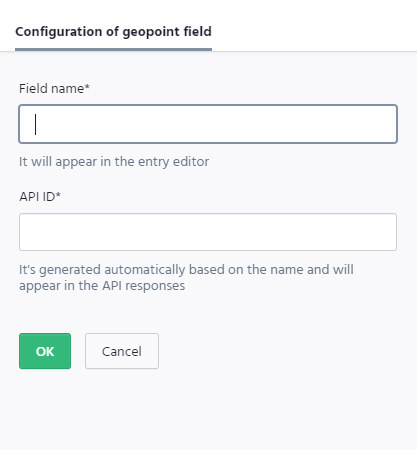 Configuration of geopoint field
Field name*
It will appear in the entry editor
API ID*
It's generated automatically based on the name and will
appear in the API responses
OK
Cancel